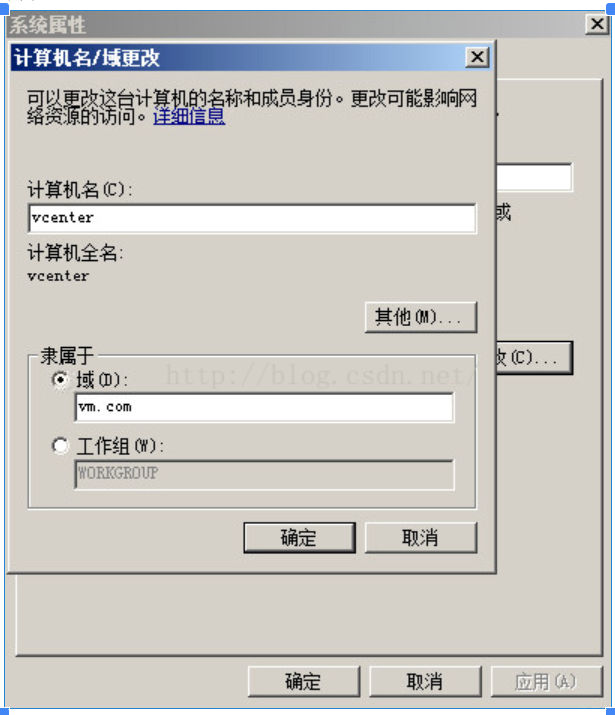 系统属性
计算机名/域更改
可以更改这台计算机的名称和成员身份。更改可能影响网
络资源的访问。详细信息
计算机名(C):
vcenter
或
计算机全名:
vcenter
其他(M)...
改(C)...
隶属于
域(D):
http://blog.csdn.net/
vm.com
工作组(W):
WORKGROUP
确定
取消
确定
取消
应用(A)